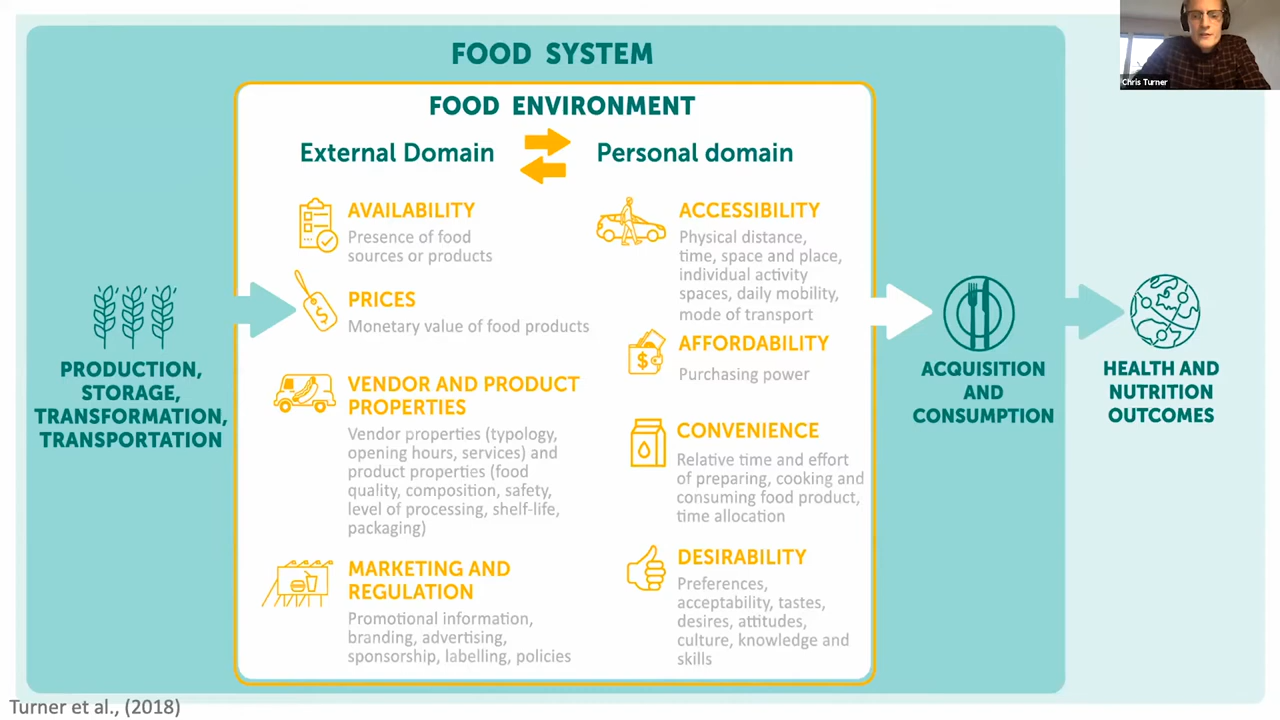 FOOD SYSTEM
FOOD ENVIRONMENT
External Domain
Personal domain
AVAILABILITY
Presence of food
sources or products
PRICES
Monetary value of food products
VENDOR AND PRODUCT
PROPERTIES
Vendor properties (typology,
opening hours, services) and
product properties (food
quality, composition, safety,
level of processing, shelf-life,
packaging)
MARKETING AND
REGULATION
Promotional information,
branding, advertising,
sponsorship, labelling, policies
ACCESSIBILITY
Physical distance,
time, space and place,
individual activity
spaces, daily mobility,
mode of transport
AFFORDABILITY
Purchasing power
CONVENIENCE
Relative time and effort
of preparing, cooking and
consuming food product,
time allocation
DESIRABILITY
Preferences,
acceptability, tastes,
desires, attitudes,
culture, knowledge and
skills
PRODUCTION,
STORAGE,
TRANSFORMATION,
TRANSPORTATION
ACQUISITION
AND
CONSUMPTION
HEALTH AND
NUTRITION
OUTCOMES
Turner et al., (2018)
Chris Turner